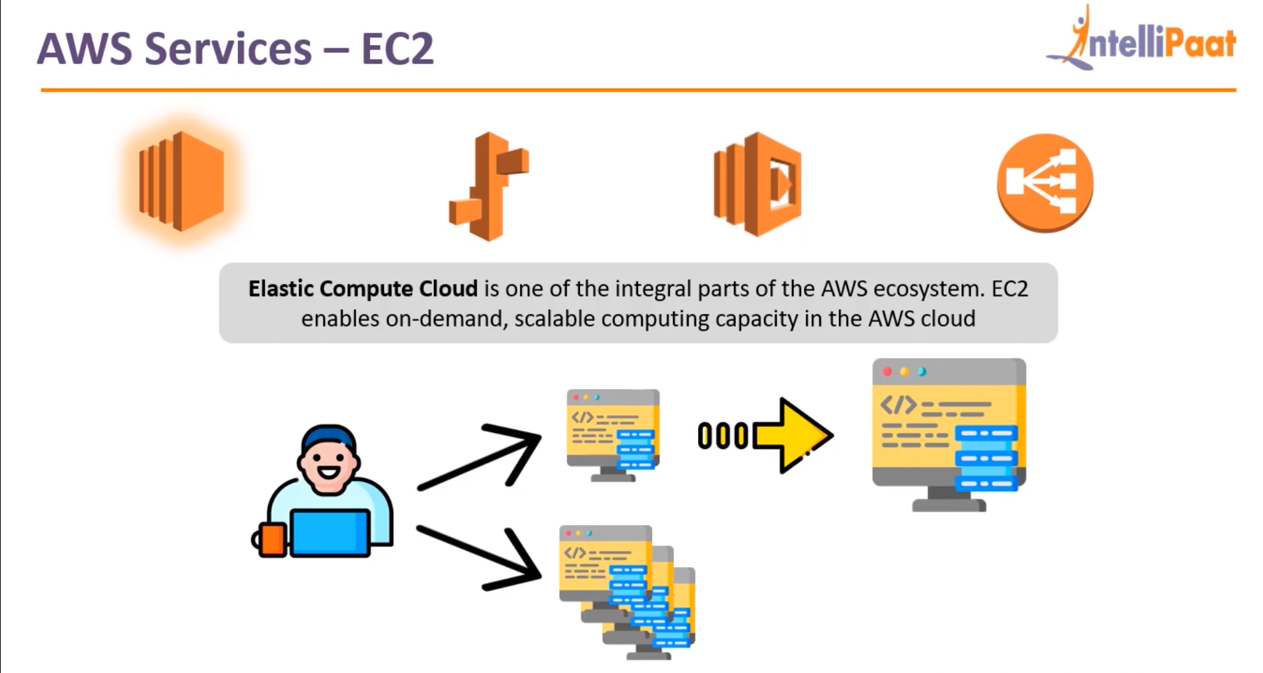 AWS Services – EC2
IntelliPaat
Elastic Compute Cloud is one of the integral parts of the AWS ecosystem. EC2
enables on-demand, scalable computing capacity in the AWS cloud
</>
</>
</>